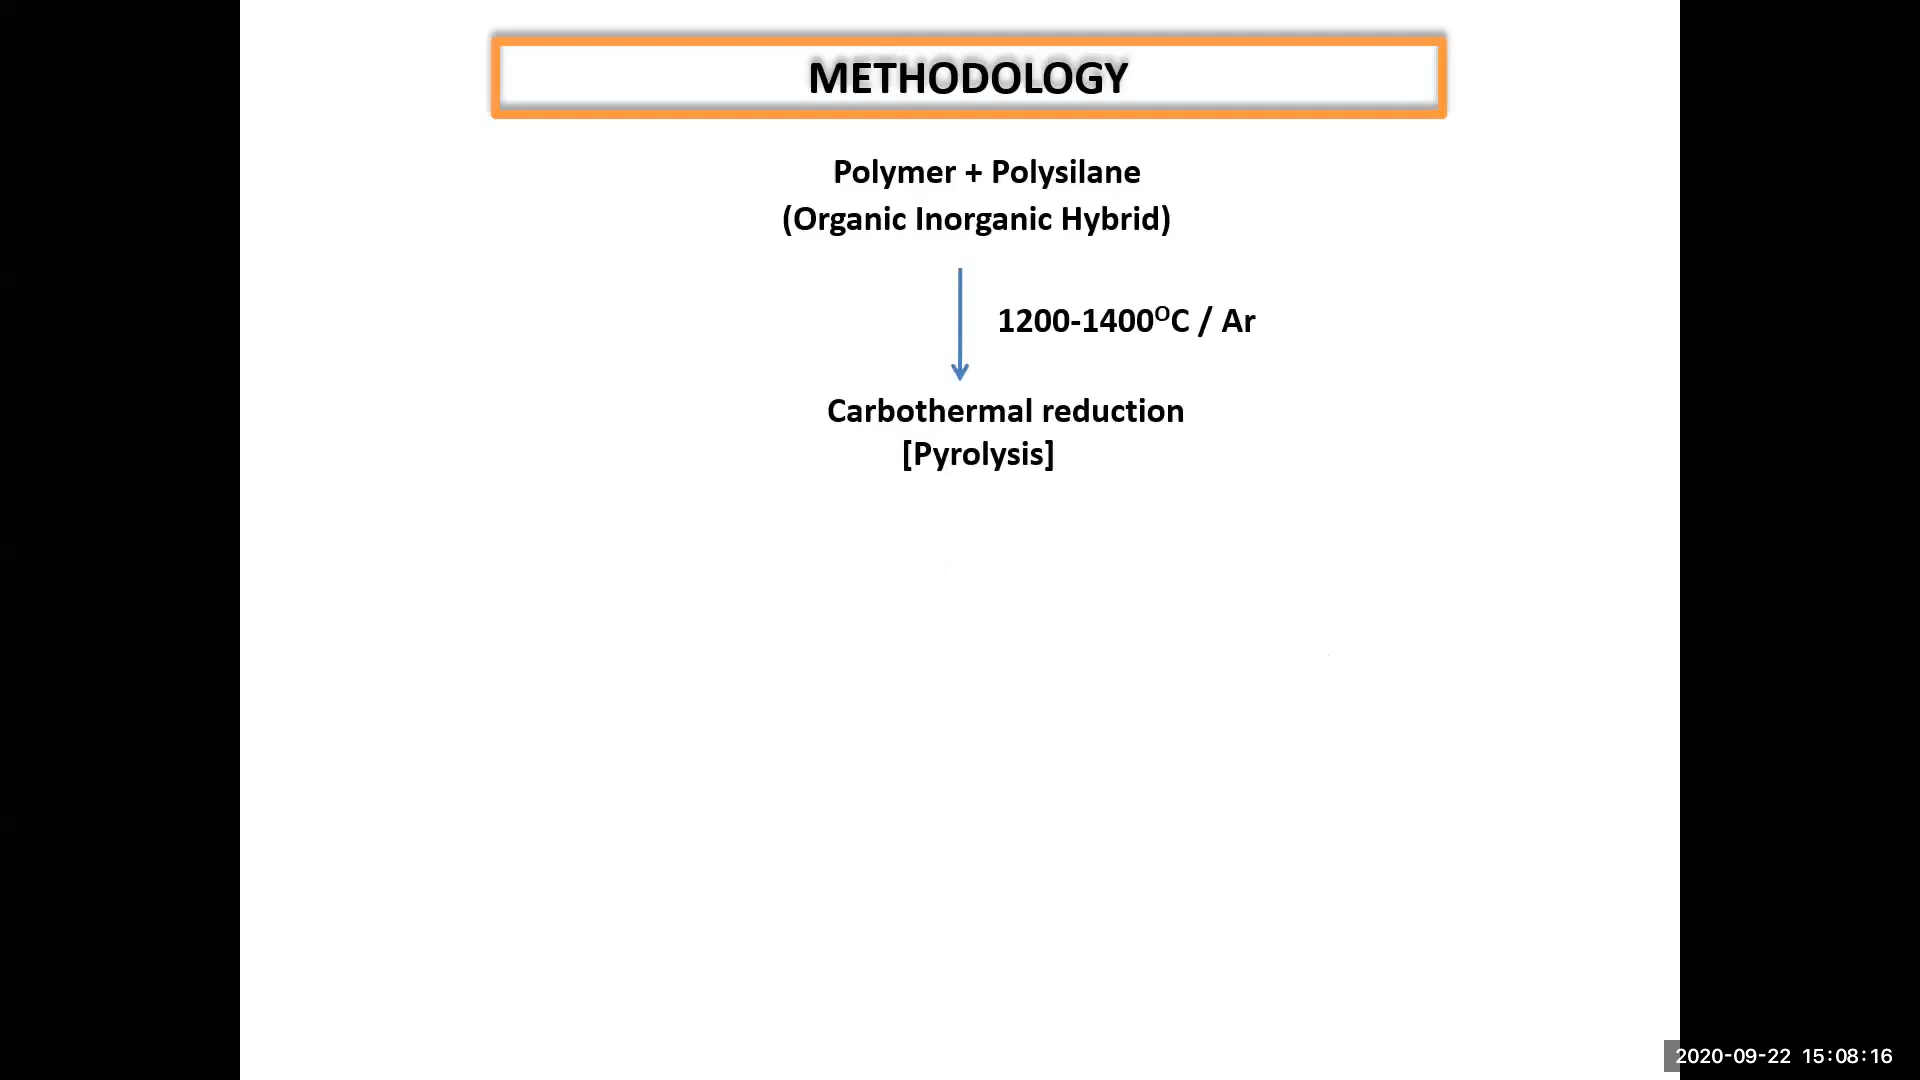 METHODOLOGY
Polymer + Polysilane
(Organic Inorganic Hybrid)
1200-1400ᴼC / Ar
Carbothermal reduction
[Pyrolysis]
2020-09-22 15:08:16